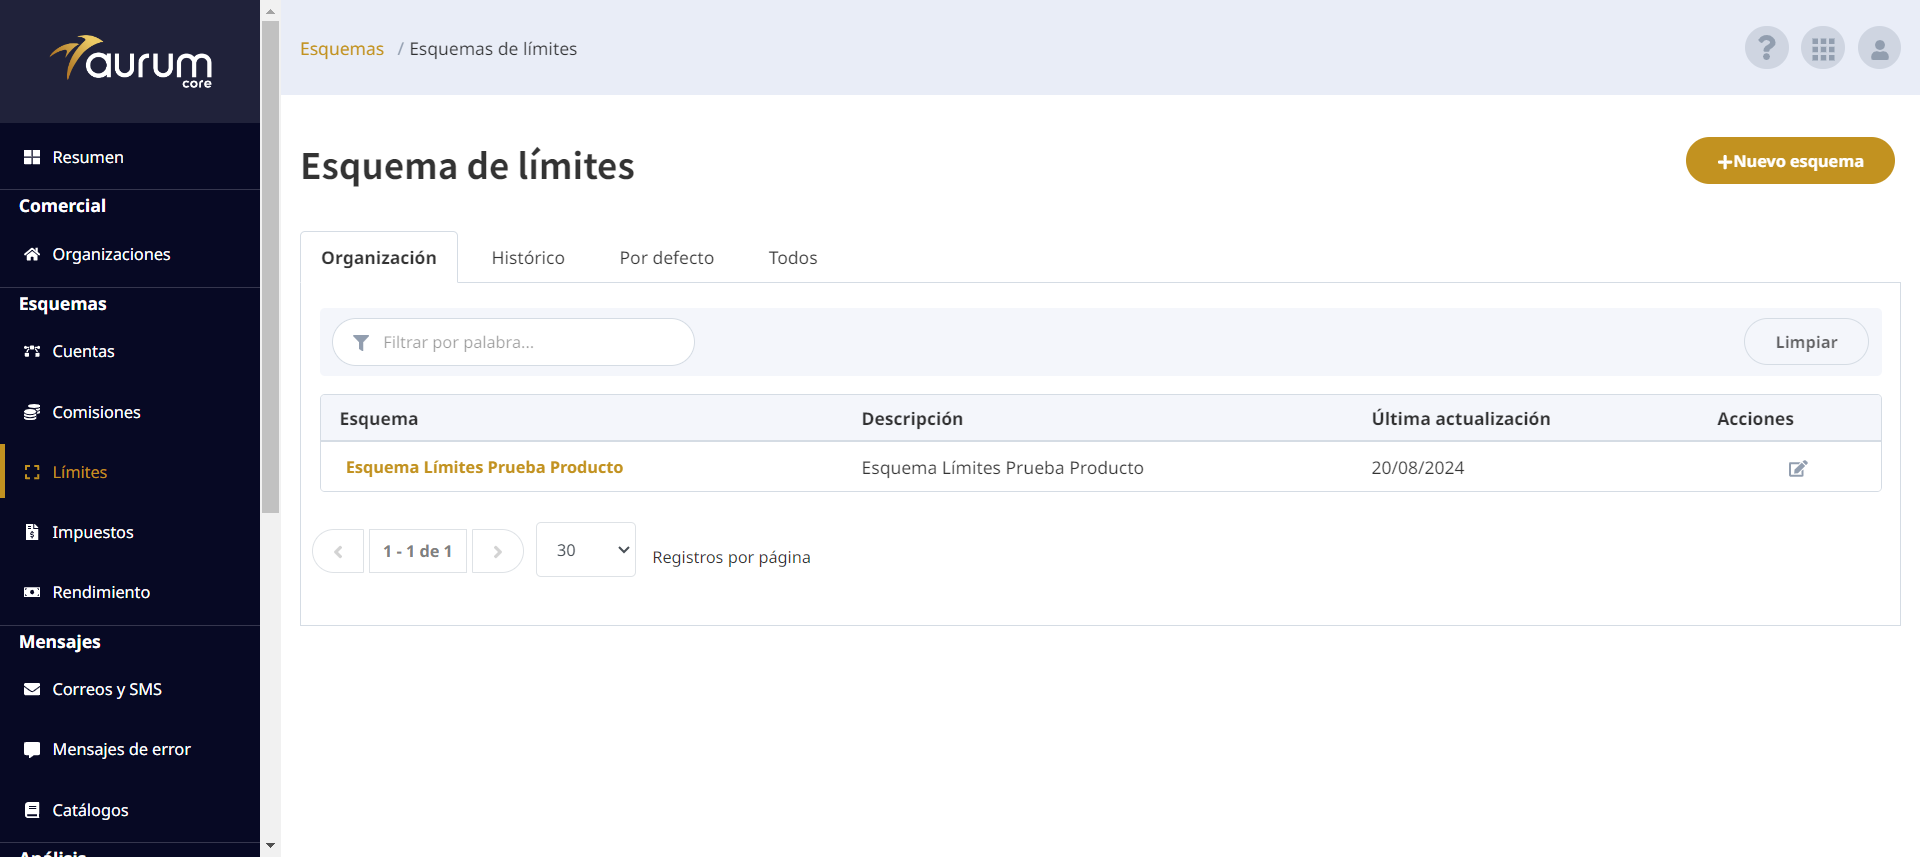 aurum
core
Resumen
Comercial
Organizaciones
Esquemas
Cuentas
Comisiones
Límites
Impuestos
Rendimiento
Mensajes
Correos y SMS
Mensajes de error
Catálogos
Análisis
Esquemas / Esquemas de límites
?
Esquema de límites
+Nuevo esquema
Organización Histórico Por defecto Todos
Filtrar por palabra... Limpiar
Esquema Descripción Última actualización Acciones
Esquema Límites Prueba Producto Esquema Límites Prueba Producto 20/08/2024
1 - 1 de 1 30 Registros por página